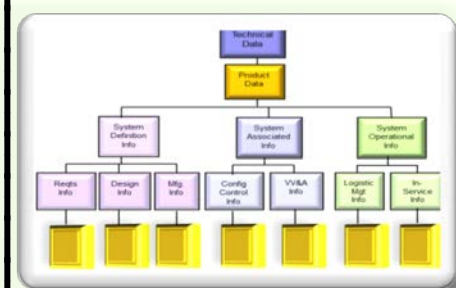 Technical
Data
Product
Data
System
Definition
Info
System
Associated
Info
System
Operational
Info
Reqts
Info
Design
Info
Mfg.
Info
Config
Control
Info
VV&A
Info
Logistic
Mgt
Info
In-
Service
Info